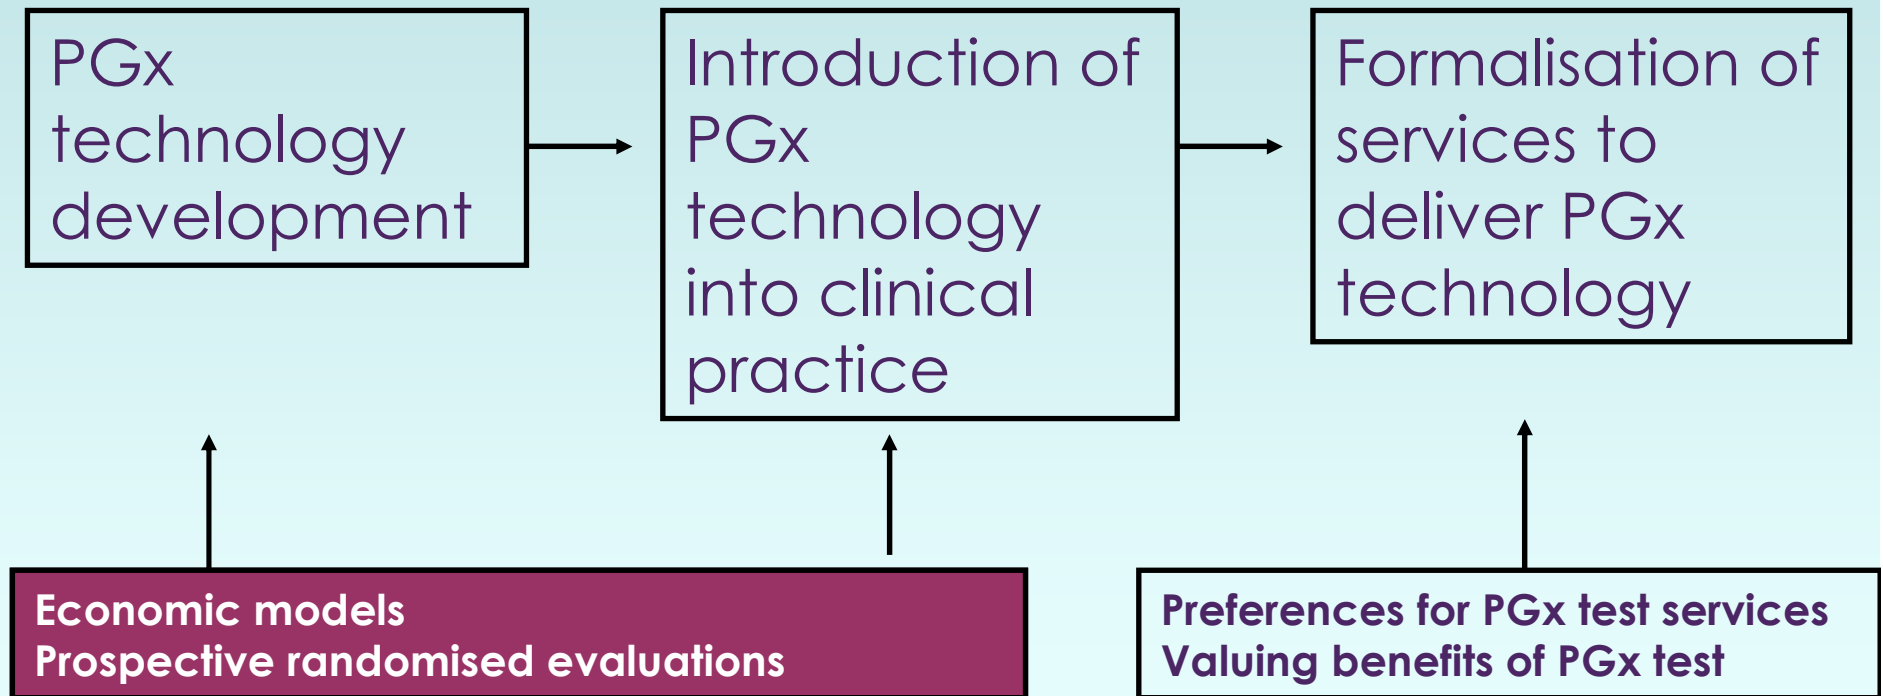 PGx
technology
development
Introduction of
PGx
technology
into clinical
practice
Formalisation of
services to
deliver PGx
technology
Economic models
Prospective randomised evaluations
Preferences for PGx test services
Valuing benefits of PGx test